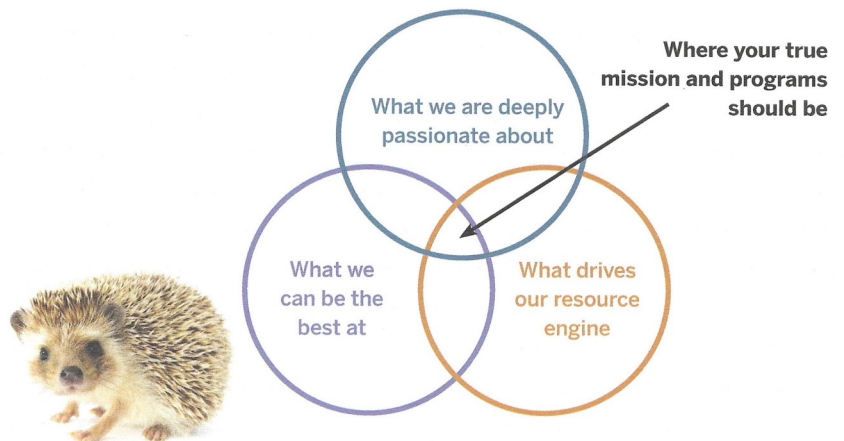 Where your true
mission and programs
should be
What we are deeply
passionate about
What we
can be the
best at
What drives
our resource
engine